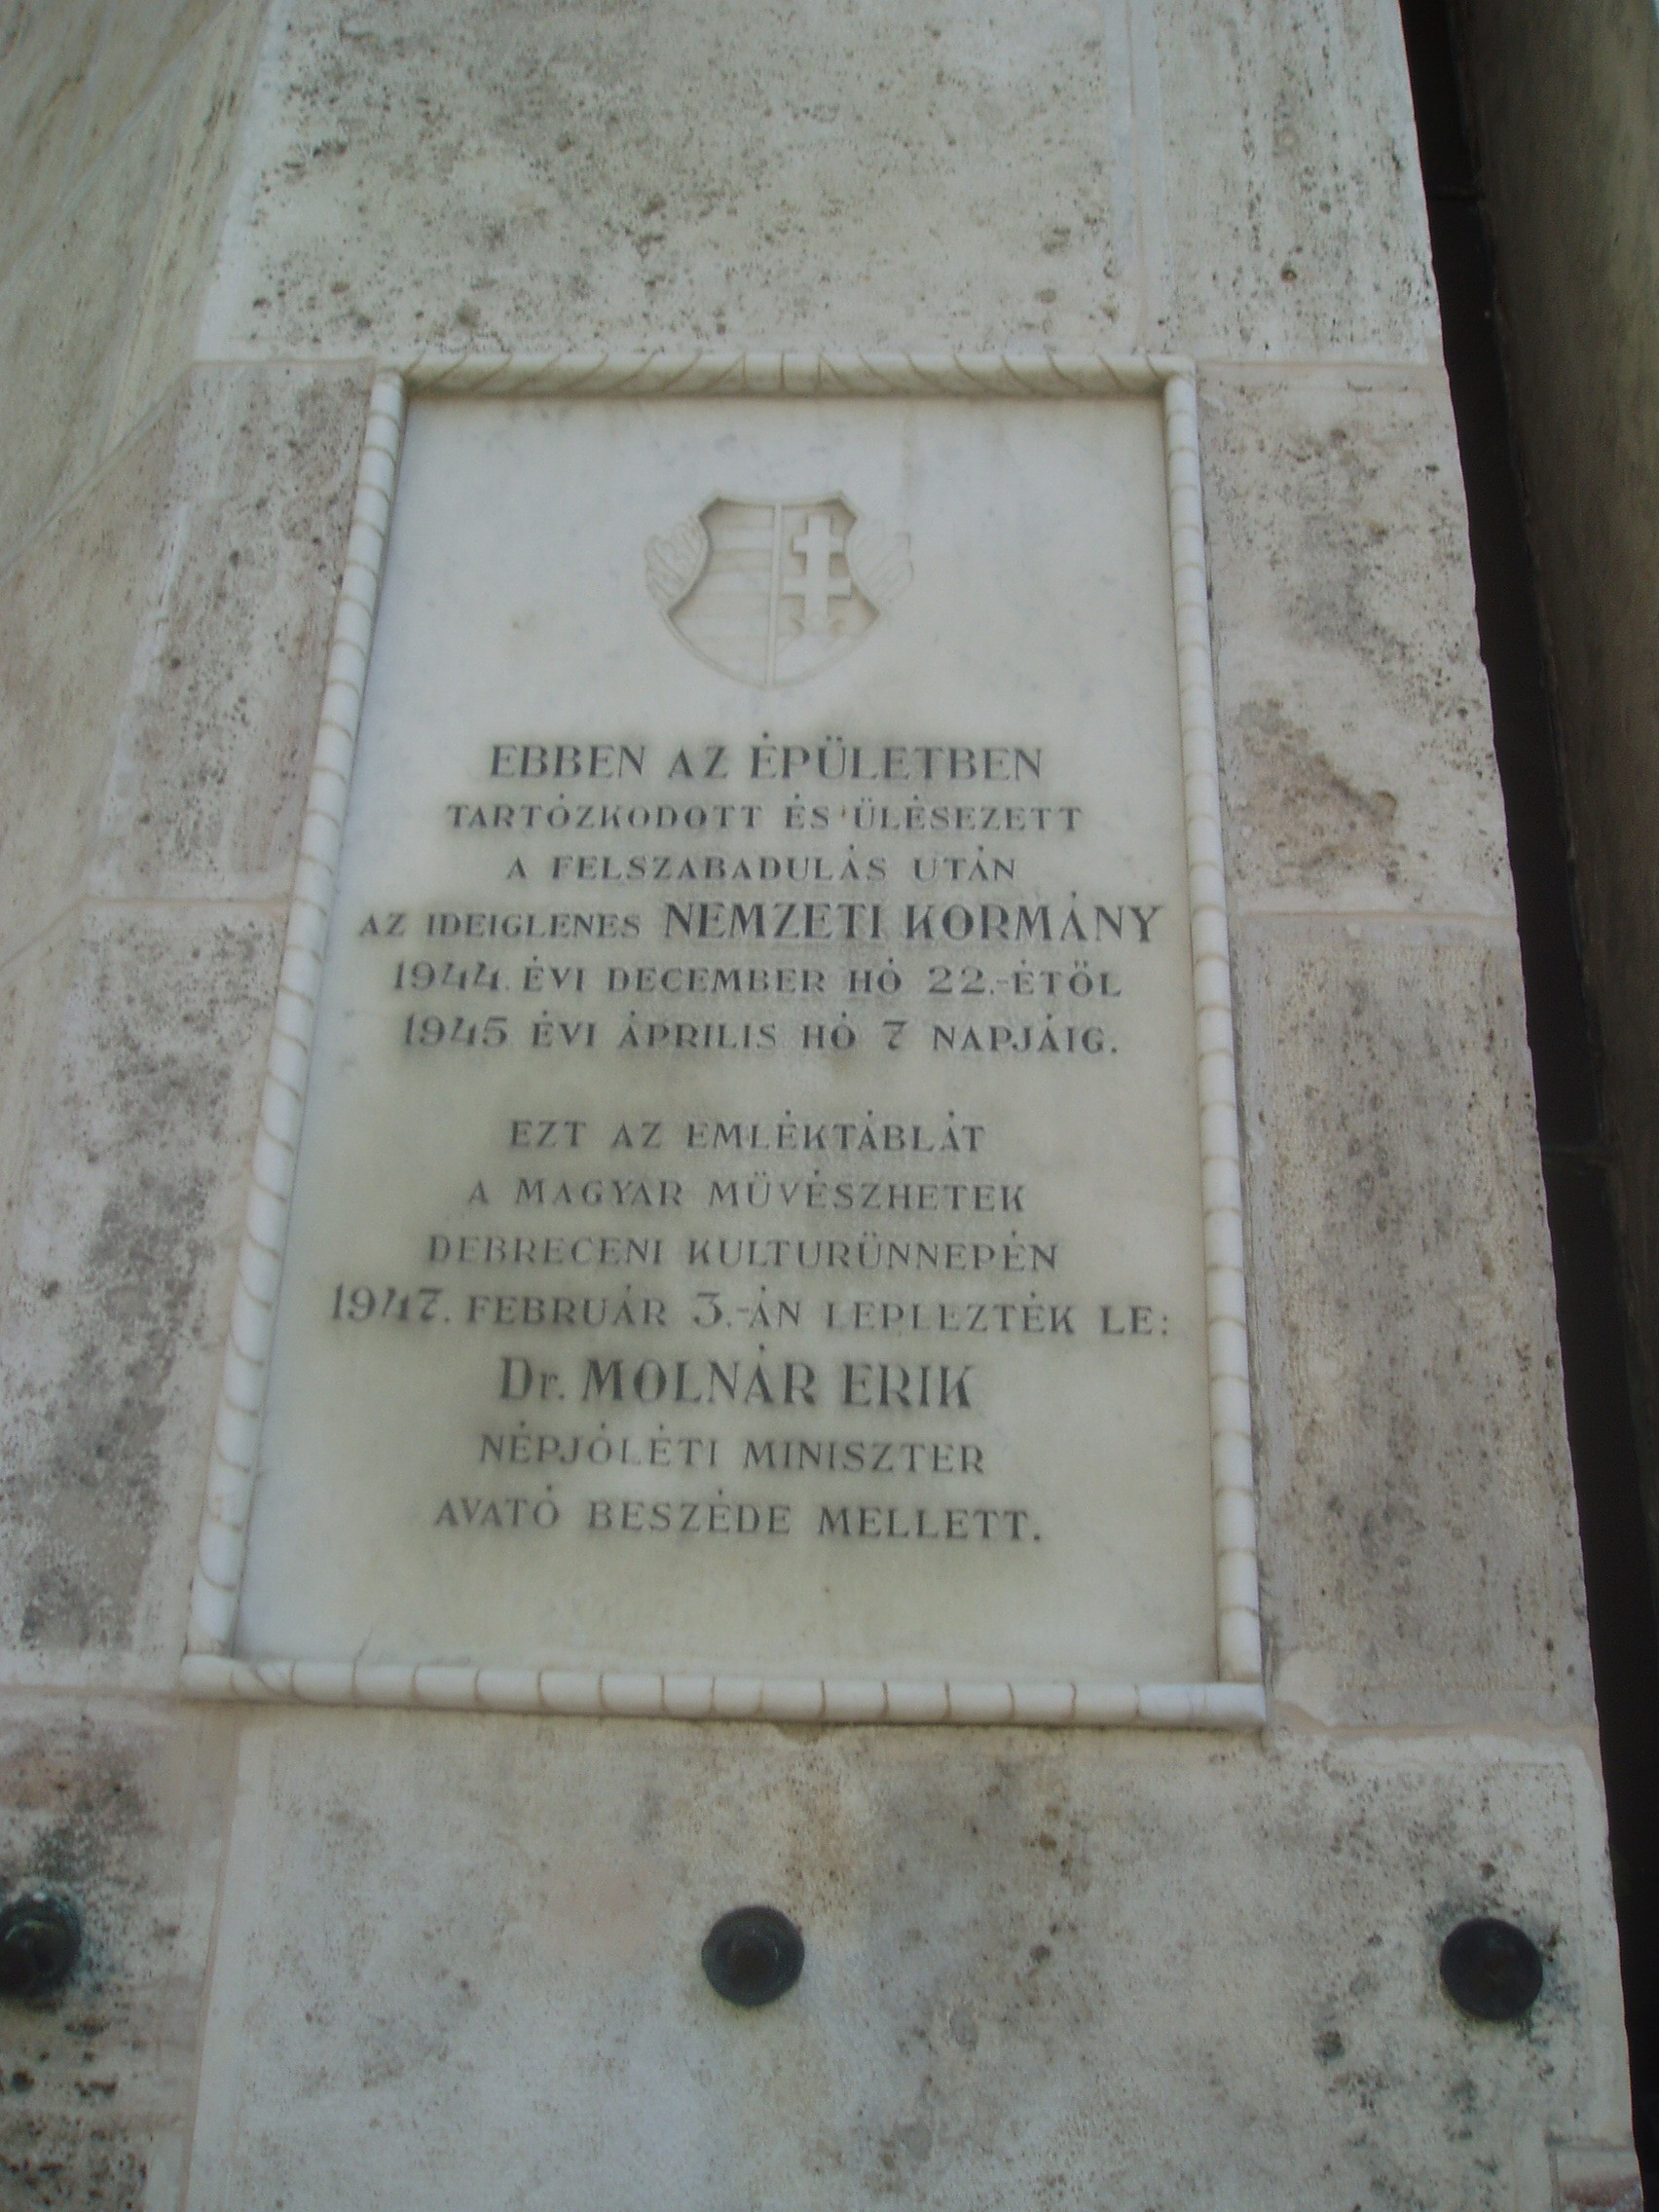 EBBEN AZ ÉPÜLETBEN
TARTÓZKODOTT ÉS ÜLÉSEZETT
A FELSZABADULÁS UTÁN
AZ IDEIGLENES NEMZETI KORMÁNY
1944. ÉVI DECEMBER HÓ 22.-ÉTÖL
1945 ÉVI ÁPRILIS HÓ 7 NAPJÁIG.
EZT AZ EMLÉKTÁBLÁT
A MAGYAR MÜVÉSZHETEK
DEBRECENI KULTURÜNNEPÉN
1947. FEBRUÁR 3.-ÁN LEPLEZTÉK LE:
Dr. MOLNÁR ERIK
NÉPJÓLÉTI MINISZTER
AVATÓ BESZÉDE MELLETT.